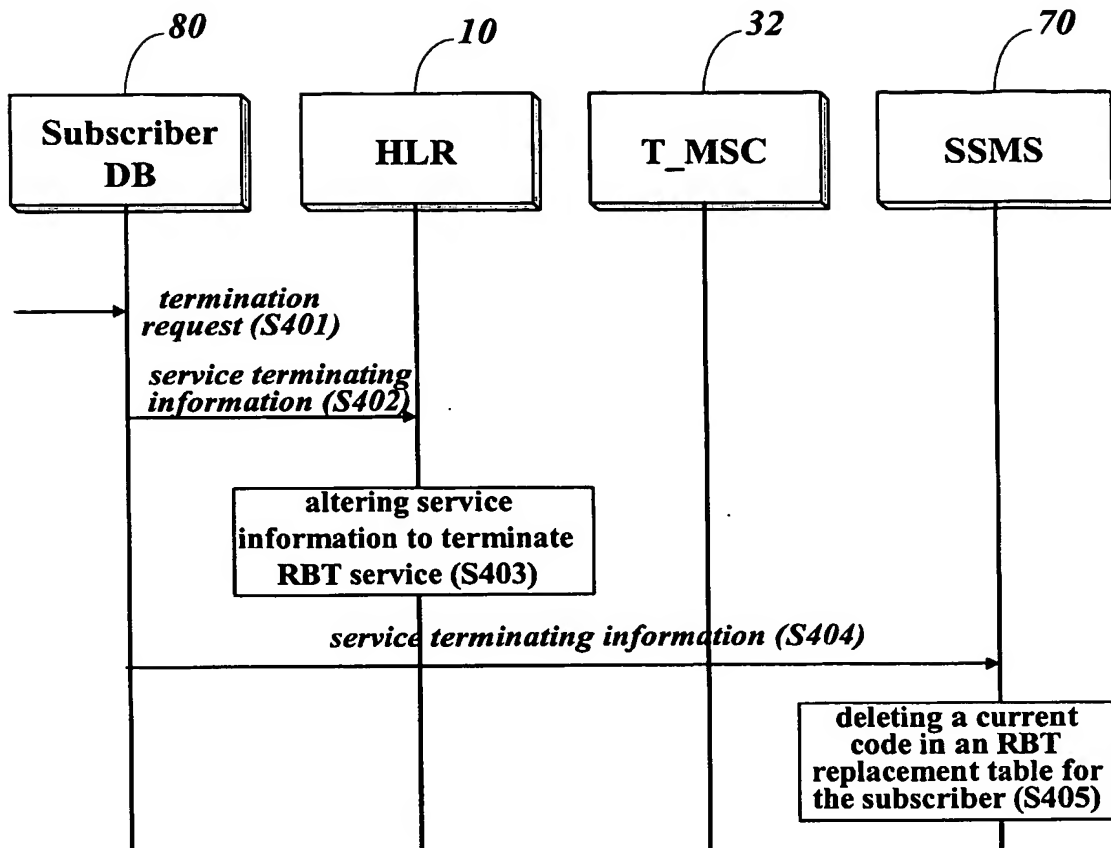 80
10
32
70
Subscriber
DB
HLR
T_MSC
SSMS
termination
request (S401)
service terminating
information (S402)
altering service
information to terminate
RBT service (S403)
service terminating information (S404)
deleting a current
code in an RBT
replacement table for
the subscriber (S405)